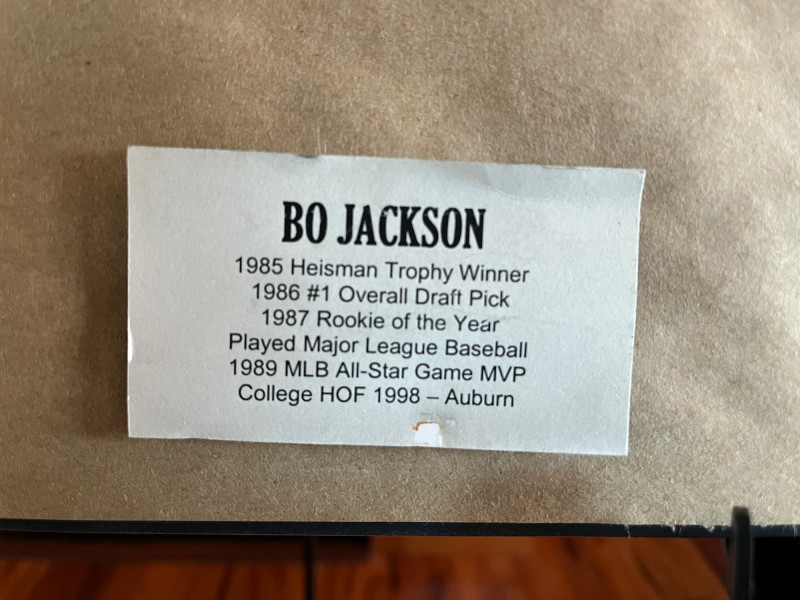 BO JACKSON
1985 Heisman Trophy Winner
1986 #1 Overall Draft Pick
1987 Rookie of the Year
Played Major League Baseball
1989 MLB All-Star Game MVP
College HOF 1998 – Auburn